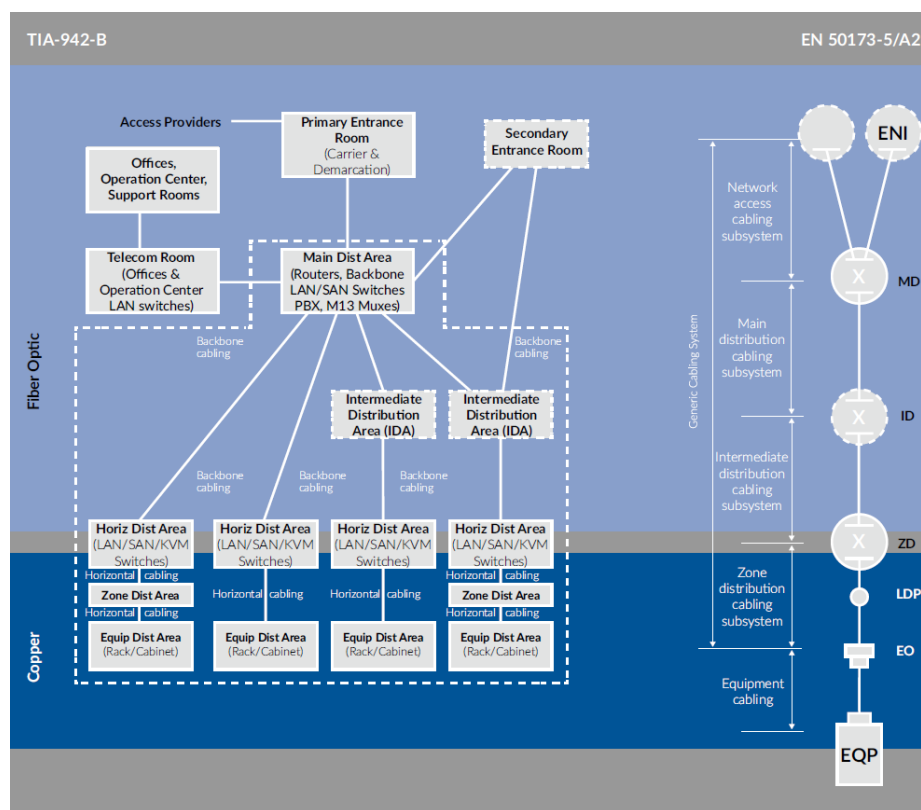 TIA-942-B
EN 50173-5/A2
Access Providers
Primary Entrance
Room
(Carrier &
Demarcation)
Secondary
Entrance Room
Offices,
Operation Center,
Support Rooms
Telecom Room
(Offices &
Operation Center
LAN switches)
Main Dist Area
(Routers, Backbone
LAN/SAN Switches
PBX, M13 Muxes)
Backbone
cabling
Backbone
cabling
Intermediate
Distribution
Area (IDA)
Intermediate
Distribution
Area (IDA)
Backbone
cabling
Backbone
cabling
Backbone
cabling
Backbone
cabling
Horiz Dist Area
(LAN/SAN/KVM
Switches)
Horiz Dist Area
(LAN/SAN/KVM
Switches)
Horiz Dist Area
(LAN/SAN/KVM
Switches)
Horiz Dist Area
(LAN/SAN/KVM
Switches)
Horizontal cabling
Zone Dist Area
Horizontal cabling
Horizontal cabling
Horizontal cabling
Horizontal cabling
Zone Dist Area
Horizontal cabling
Equip Dist Area
(Rack/Cabinet)
Equip Dist Area
(Rack/Cabinet)
Equip Dist Area
(Rack/Cabinet)
Equip Dist Area
(Rack/Cabinet)
Fiber Optic
Copper
Generic Cabling System
Network
access
cabling
subsystem
Main
distribution
cabling
subsystem
Intermediate
distribution
cabling
subsystem
Zone
distribution
cabling
subsystem
Equipment
cabling
ENI
X
MD
X
ID
X
ZD
LDP
EO
EQP